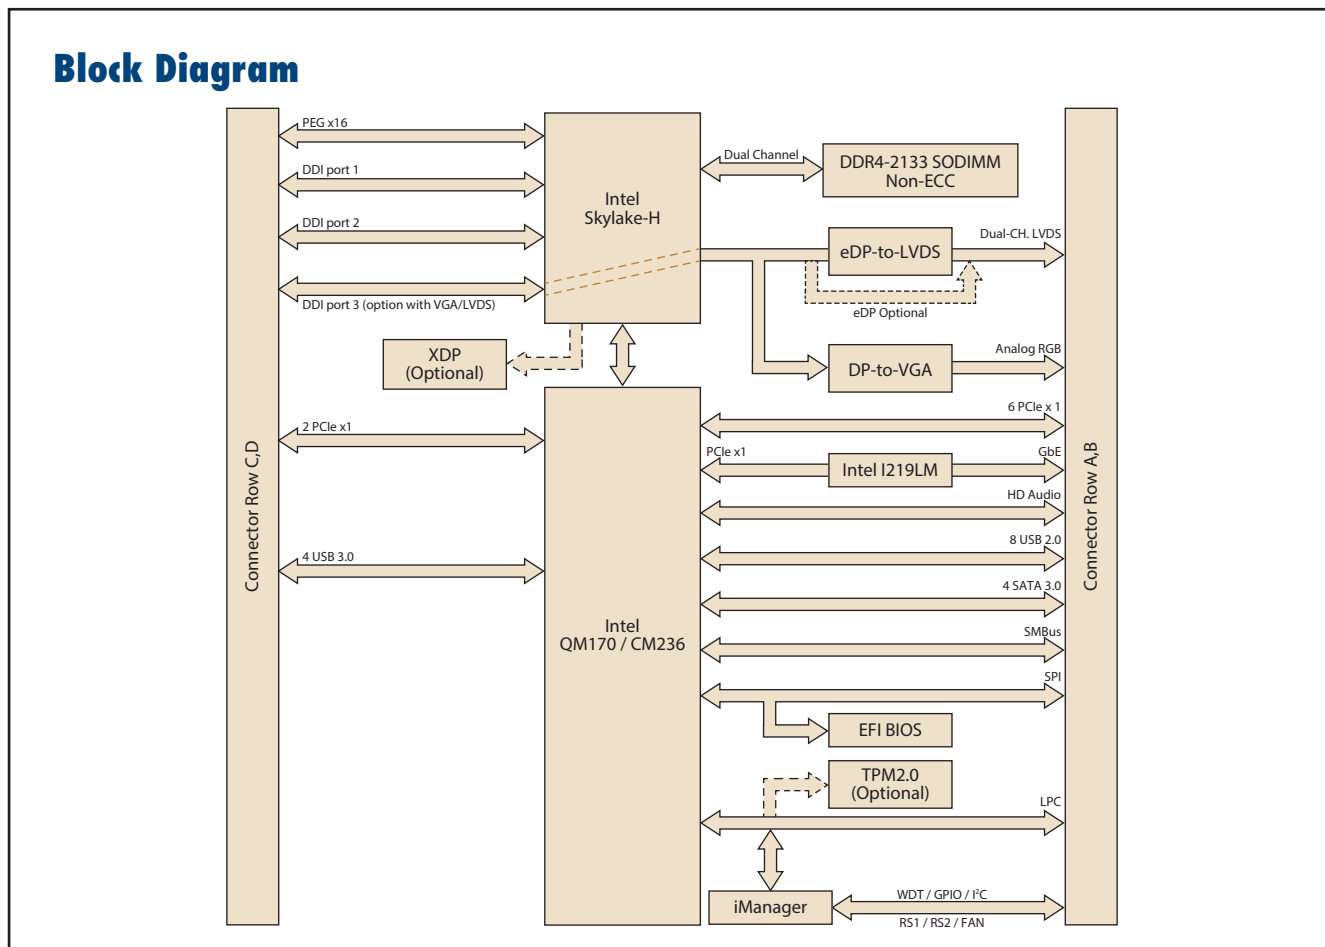 Block Diagram
PEG x16
DDI port 1
DDI port 2
DDI port 3 (option with VGA/LVDS)
Intel
Skylake-H
Dual Channel
DDR4-2133 SODIMM
Non-ECC
eDP-to-LVDS
Dual-CH. LVDS
eDP Optional
DP-to-VGA
Analog RGB
XDP
(Optional)
Connector Row C,D
2 PCIe x1
4 USB 3.0
Intel
QM170 / CM236
6 PCIe x 1
PCIe x1
Intel I219LM
GbE
HD Audio
8 USB 2.0
4 SATA 3.0
SMBus
SPI
EFI BIOS
TPM2.0
(Optional)
LPC
iManager
WDT / GPIO / I²C
RS1 / RS2 / FAN
Connector Row A,B